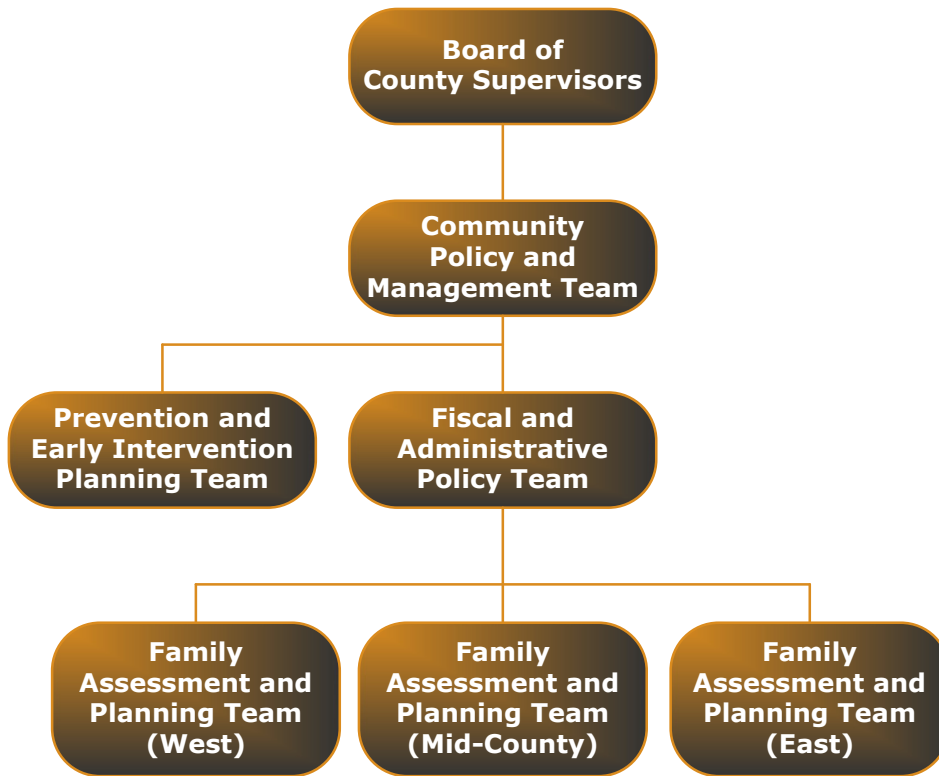 Board of
County Supervisors
Community
Policy and
Management Team
Prevention and
Early Intervention
Planning Team
Fiscal and
Administrative
Policy Team
Family
Assessment and
Planning Team
(West)
Family
Assessment and
Planning Team
(Mid-County)
Family
Assessment and
Planning Team
(East)